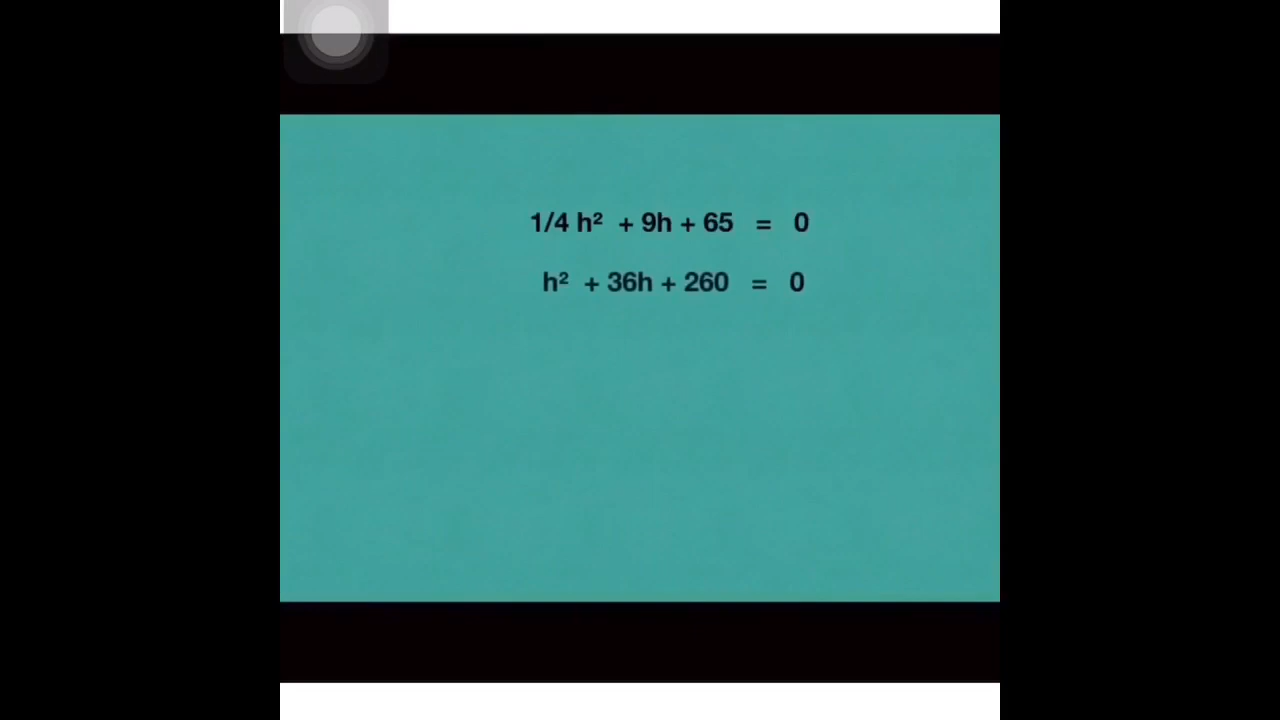 1/4 h² + 9h + 65 = 0
h² + 36h + 260 = 0